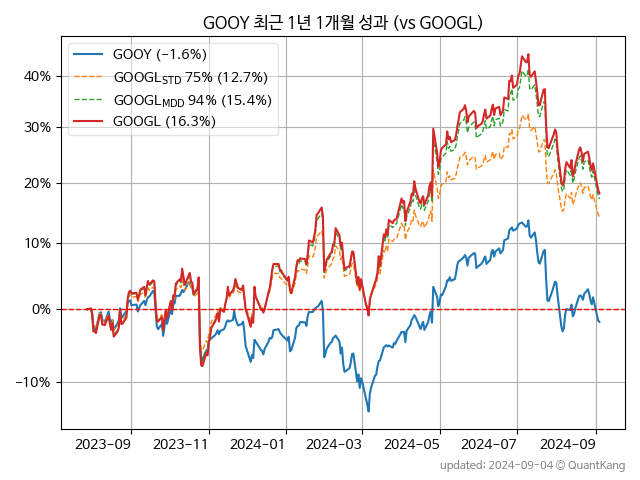 GOOY 최근 1년 1개월 성과 (vs GOOGL)
GOOY (-1.6%)
GOOGL_STD 75% (12.7%)
GOOGL_MDD 94% (15.4%)
GOOGL (16.3%)
40%
30%
20%
10%
0%
-10%
2023-09 2023-11 2024-01 2024-03 2024-05 2024-07 2024-09
updated: 2024-09-04 © QuantKang